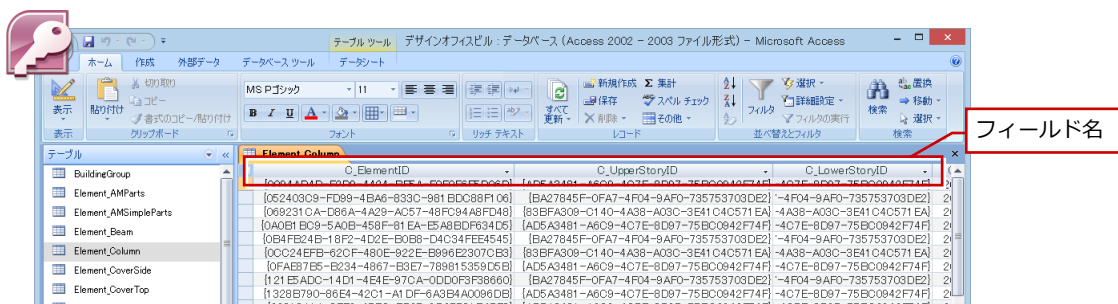 テーブル ツール デザインオフィスビル : データベース (Access 2002 - 2003 ファイル形式) - Microsoft Access
ホーム 作成 外部データ データベース ツール データシート
表示 貼り付け 切り取り コピー 書式のコピー/貼り付け
MS Pゴシック 11
B I U A
すべて更新 新規作成 保存 削除 Σ 集計 スペル チェック その他
フィルタ 選択 詳細設定 フィルタの実行
検索 置換 移動 選択
表示 クリップボード フォント リッチ テキスト レコード 並べ替えとフィルタ 検索
フィールド名
テーブル
Element_Column
C_ElementID C_UpperStoryID C_LowerStoryID
BuildingGroup
Element_AMParts
Element_AMSimpleParts
Element_Beam
Element_Column
Element_CoverSide
Element_CoverTop
{052403C9-FD99-4BA6-833C-981BDC88F106} {BA27845F-0FA7-4F04-9AF0-735753703DE2} -4F04-9AF0-735753703DE2}
{069231CA-D86A-4A29-AC57-48FC94A8FD48} {83BFA309-C140-4A38-A03C-3E41C4C571EA} -4A38-A03C-3E41C4C571EA}
{0A0B1BC9-5A0B-458F-81EA-E5A8BDF634D5} {AD5A3481-A6C9-4C7E-8D97-75BC0942F74F} -4C7E-8D97-75BC0942F74F}
{0B4FB24B-18F2-4D2E-B0B8-D4C34FEE4545} {BA27845F-0FA7-4F04-9AF0-735753703DE2} -4F04-9AF0-735753703DE2}
{0CC24EFB-62CF-480E-922E-B996E2307CB3} {83BFA309-C140-4A38-A03C-3E41C4C571EA} -4A38-A03C-3E41C4C571EA}
{0FAEB7B5-B234-4867-B3E7-789815359D5B} {AD5A3481-A6C9-4C7E-8D97-75BC0942F74F} -4C7E-8D97-75BC0942F74F}
{121E5ADC-14D1-4E4E-97CA-0DD0F3F38660} {BA27845F-0FA7-4F04-9AF0-735753703DE2} -4F04-9AF0-735753703DE2}
{1328B790-86E4-42C1-A1DF-6A3B4A0096DB} {AD5A3481-A6C9-4C7E-8D97-75BC0942F74F} -4C7E-8D97-75BC0942F74F}